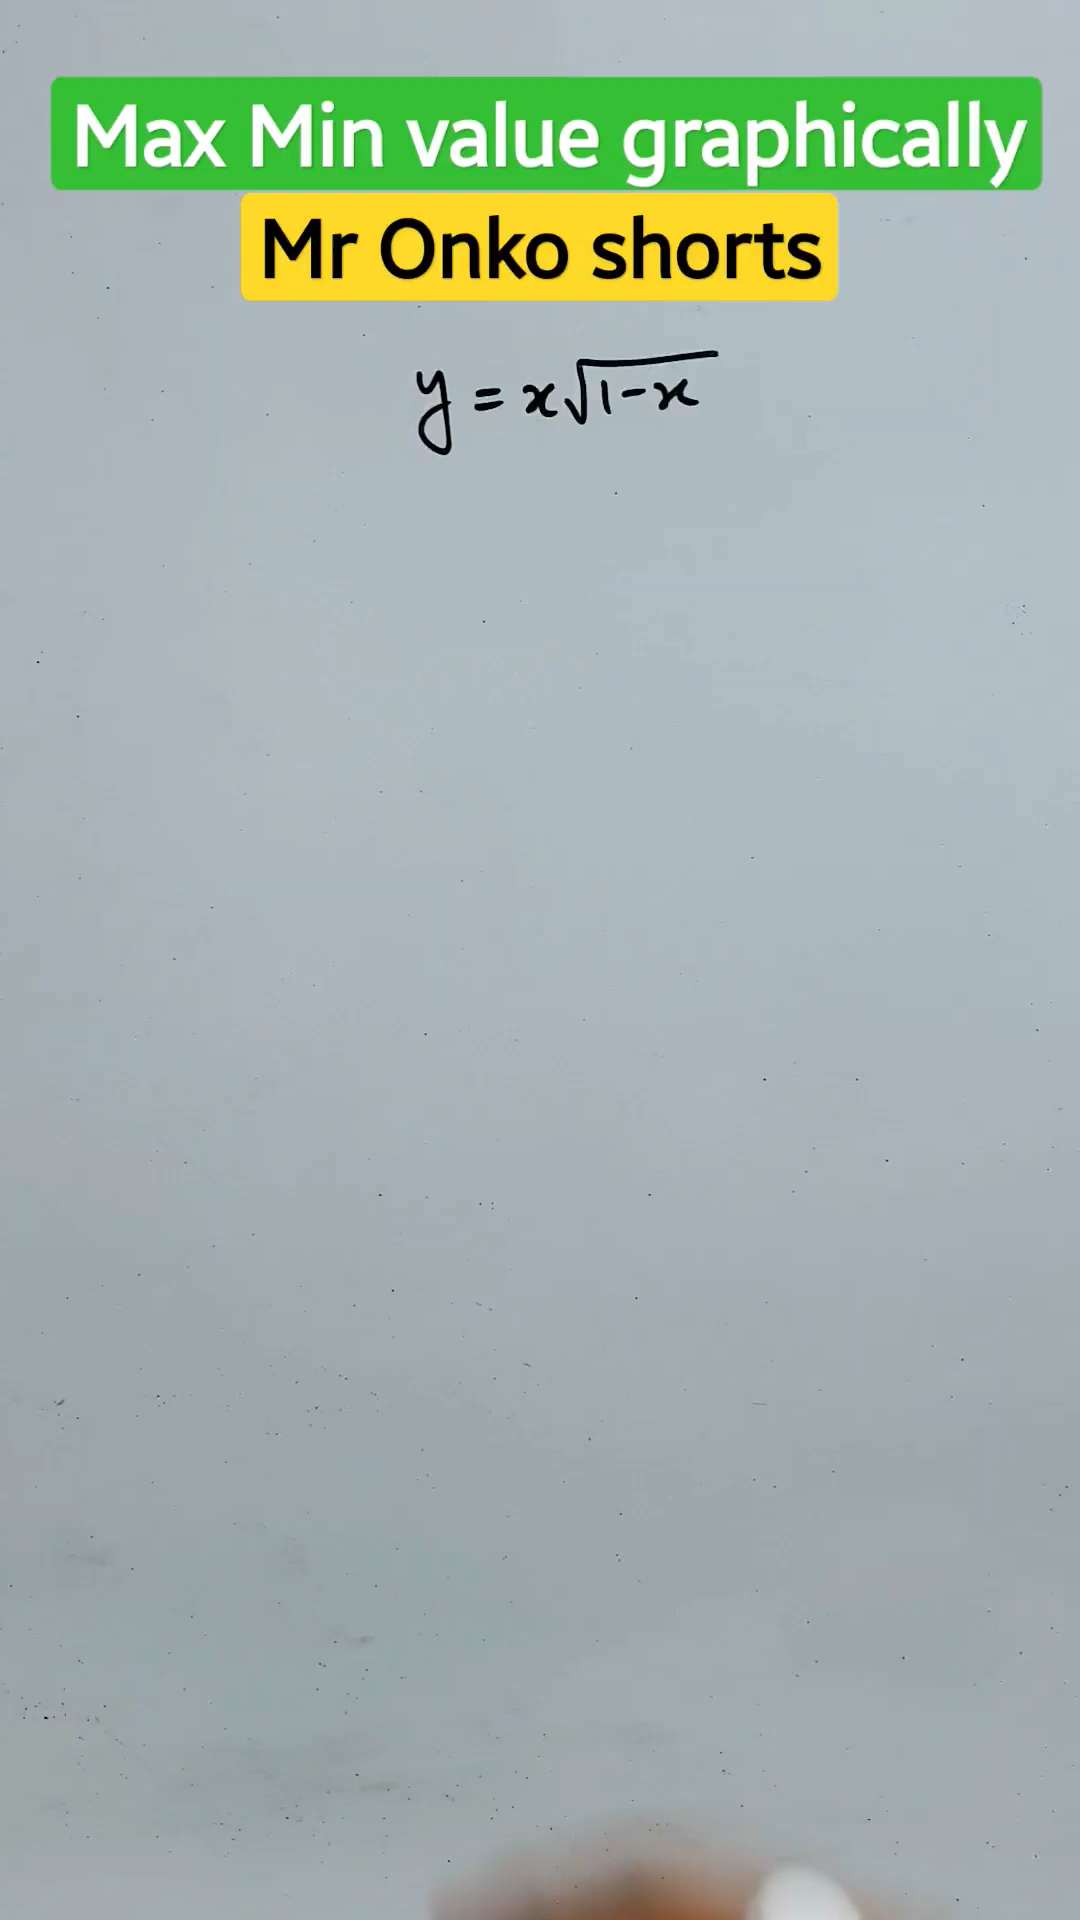 Max Min value graphically
Mr Onko shorts
y = x√1-x